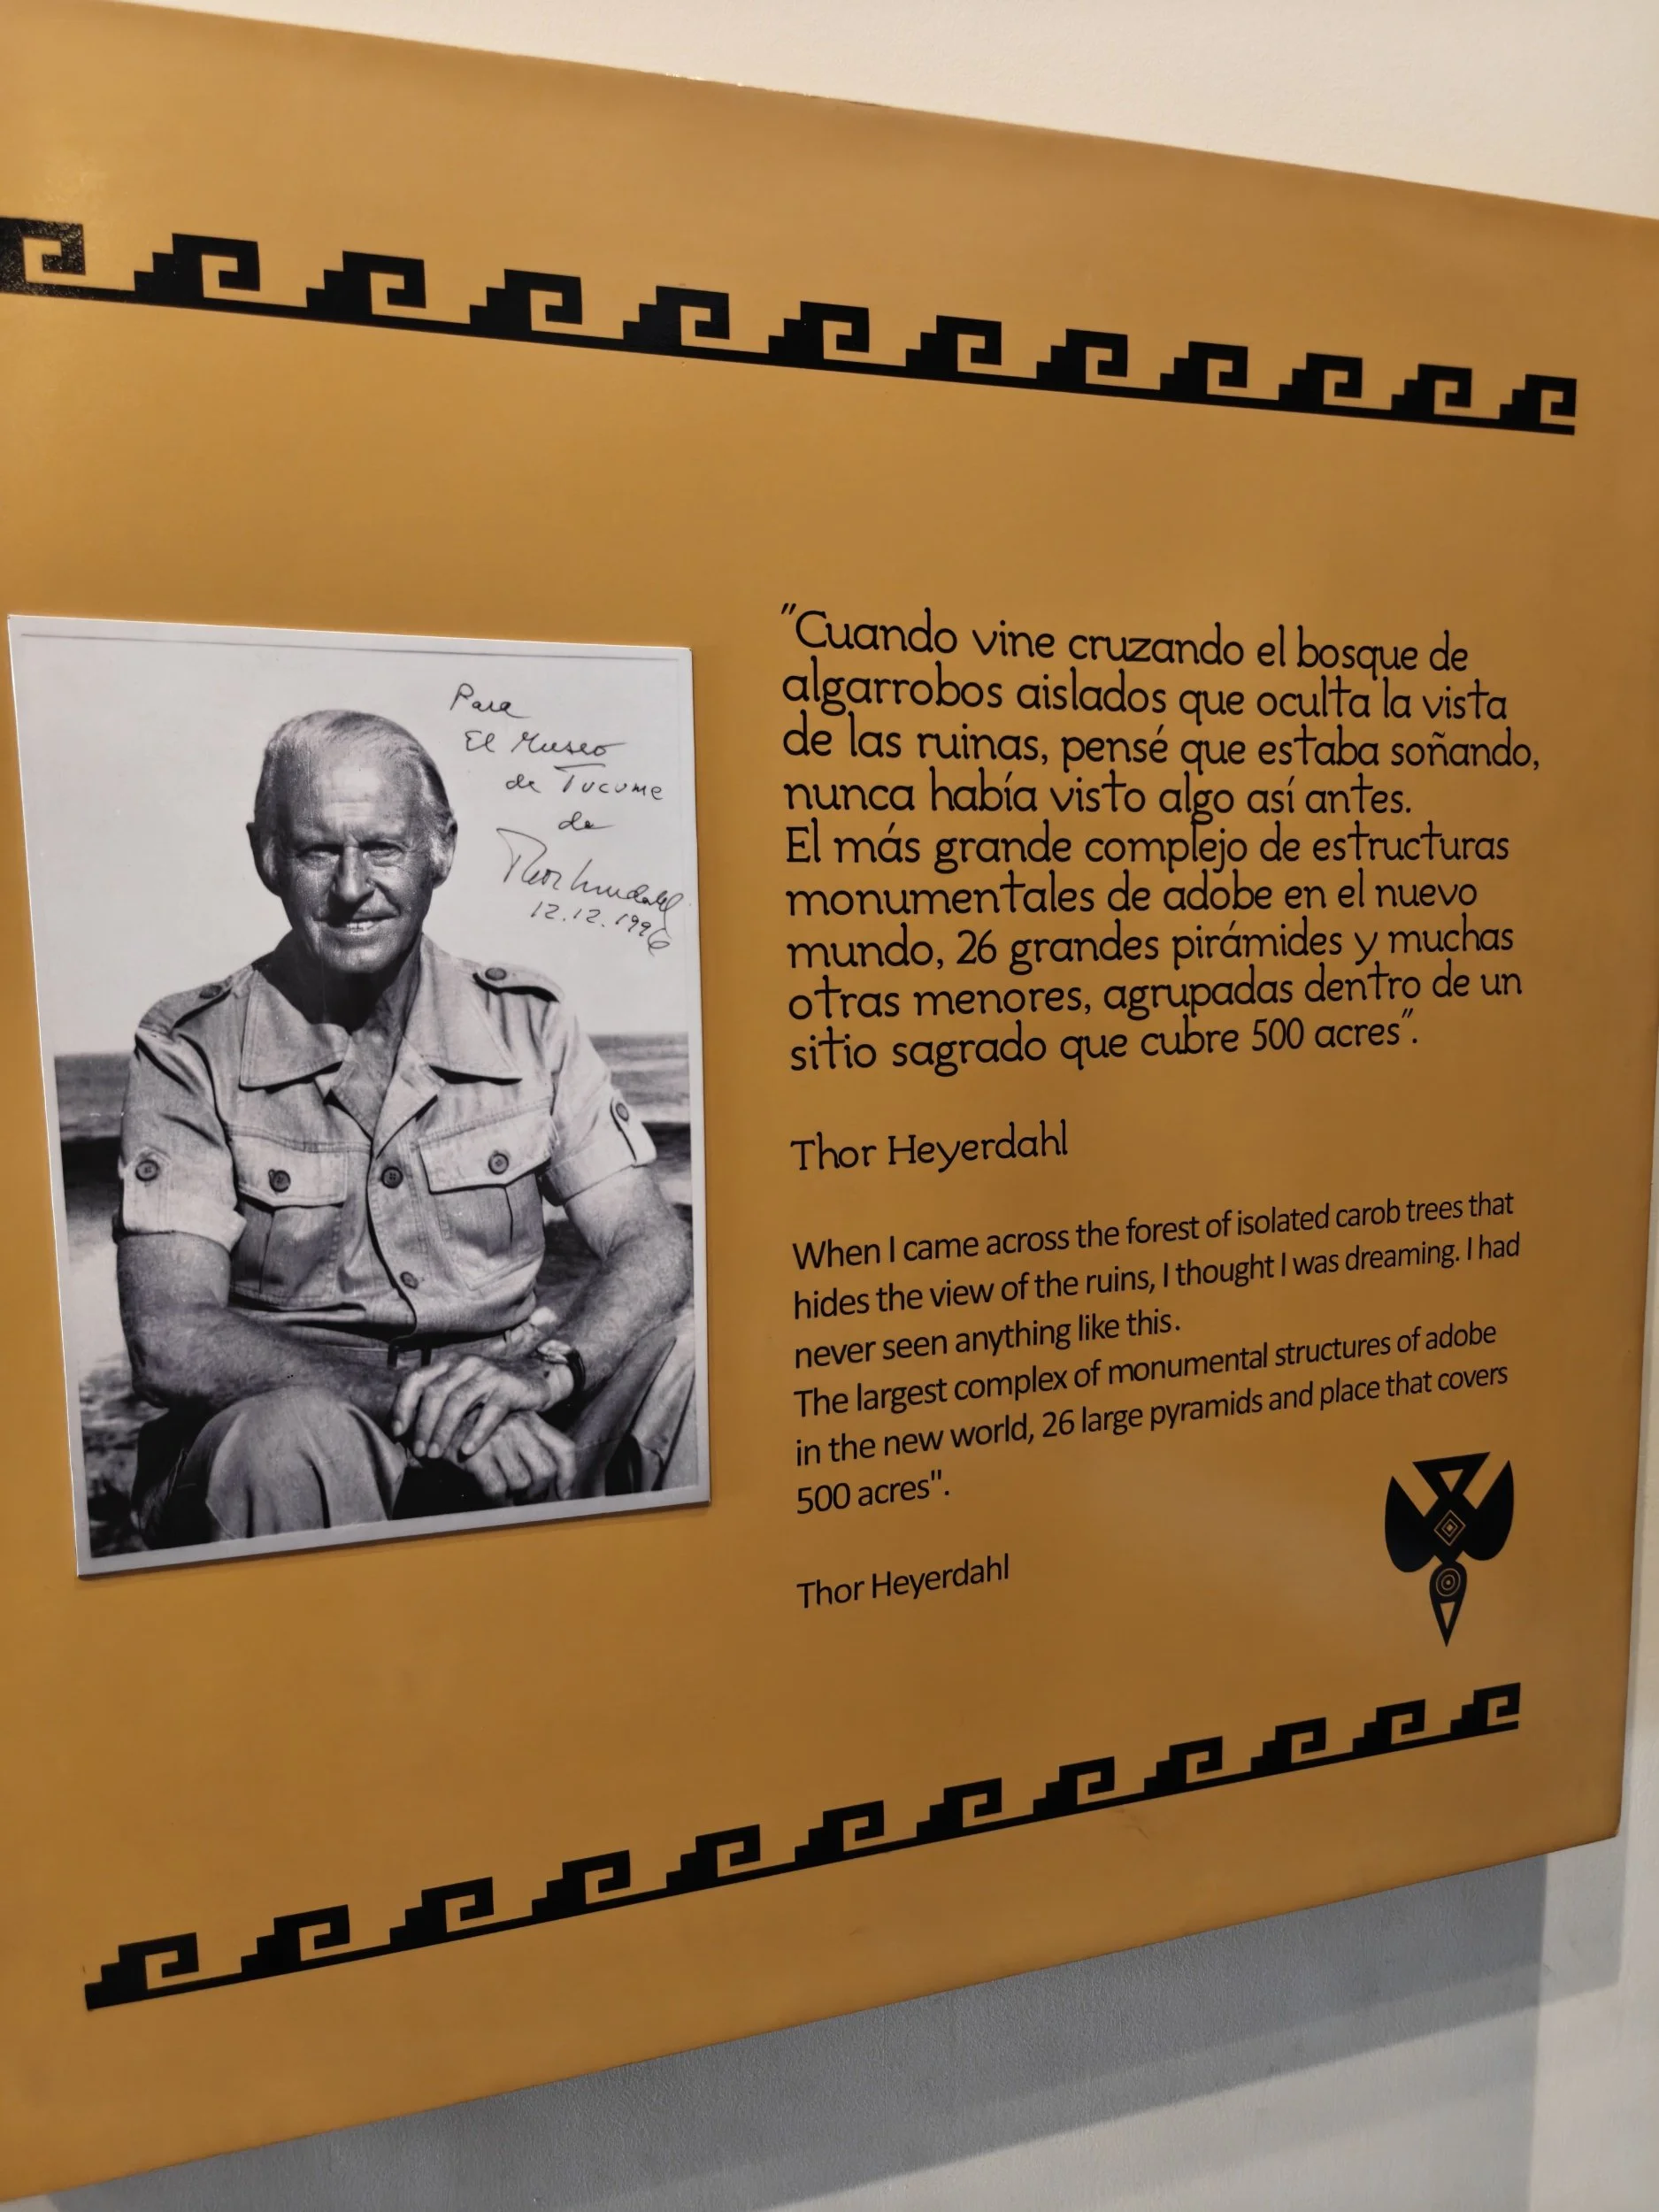 Para
El Museo
de Tucume
de
Thor Heyerdahl
12.12.1996
"Cuando vine cruzando el bosque de
algarrobos aislados que oculta la vista
de las ruinas, pensé que estaba soñando,
nunca había visto algo así antes.
El más grande complejo de estructuras
monumentales de adobe en el nuevo
mundo, 26 grandes pirámides y muchas
otras menores, agrupadas dentro de un
sitio sagrado que cubre 500 acres".
Thor Heyerdahl
When I came across the forest of isolated carob trees that
hides the view of the ruins, I thought I was dreaming. I had
never seen anything like this.
The largest complex of monumental structures of adobe
in the new world, 26 large pyramids and place that covers
500 acres".
Thor Heyerdahl